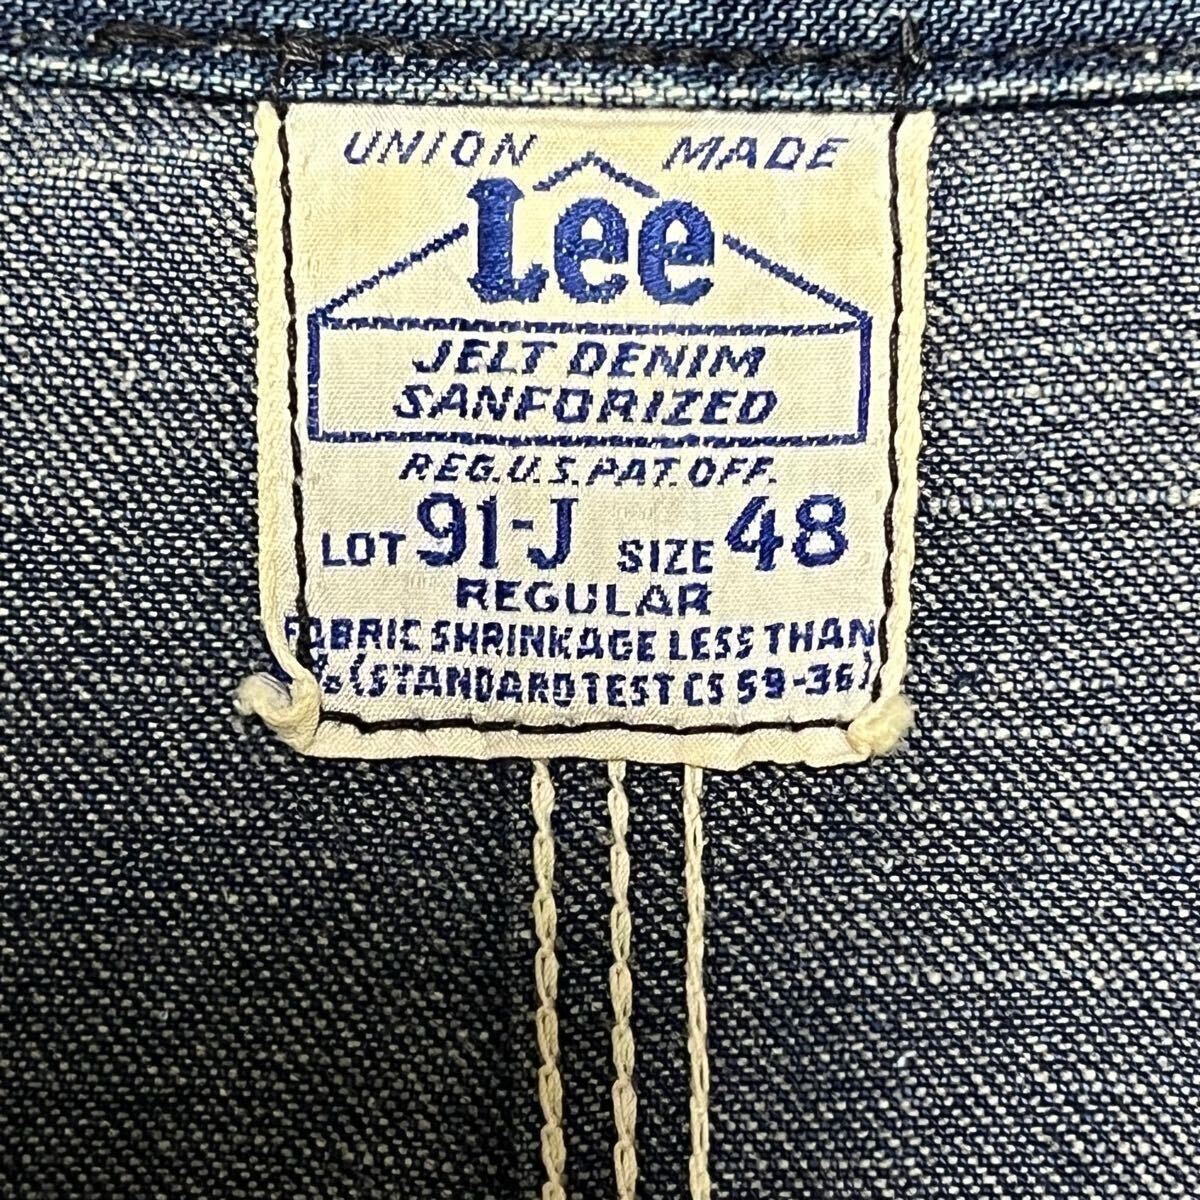 UNION MADE
Lee
JELT DENIM
SANFORIZED
REG.U.S.PAT.OFF.
LOT 91-J SIZE 48
REGULAR
FABRIC SHRINKAGE LESS THAN
% (STANDARD TEST CS 59-36)